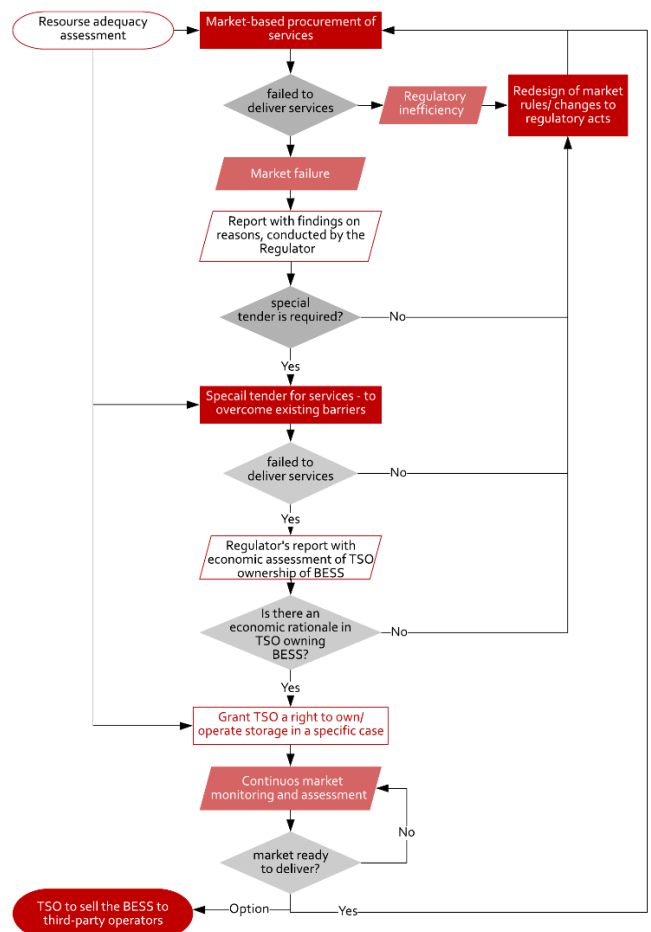 Resourse adequacy
assessment
Market-based procurement of
services
failed to
deliver services
Regulatory
inefficiency
Redesign of market
rules/ changes to
regulatory acts
Market failure
Report with findings on
reasons, conducted by the
Regulator
special
tender is required?
No
Yes
Specail tender for services - to
overcome existing barriers
failed to
deliver services
No
Yes
Regulator's report with
economic assessment of TSO
ownership of BESS
Is there an
economic rationale in
TSO owning
BESS?
No
Yes
Grant TSO a right to own/
operate storage in a specific case
Continuos market
monitoring and assessment
No
market ready
to deliver?
TSO to sell the BESS to
third-party operators
Option
Yes